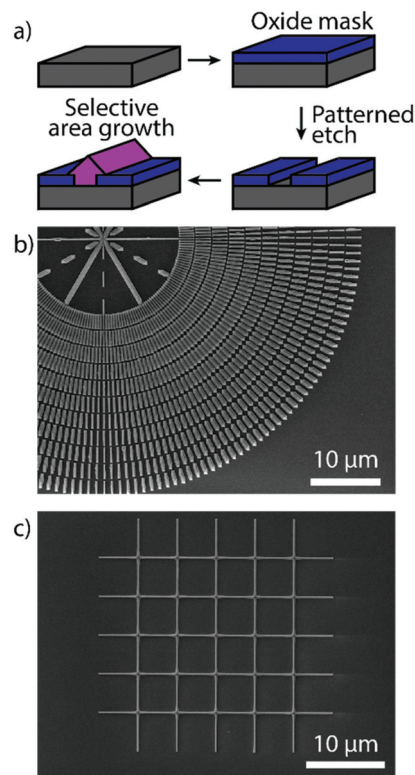 a)
Oxide mask
Selective
area growth
Patterned
etch
b)
10 µm
c)
10 µm